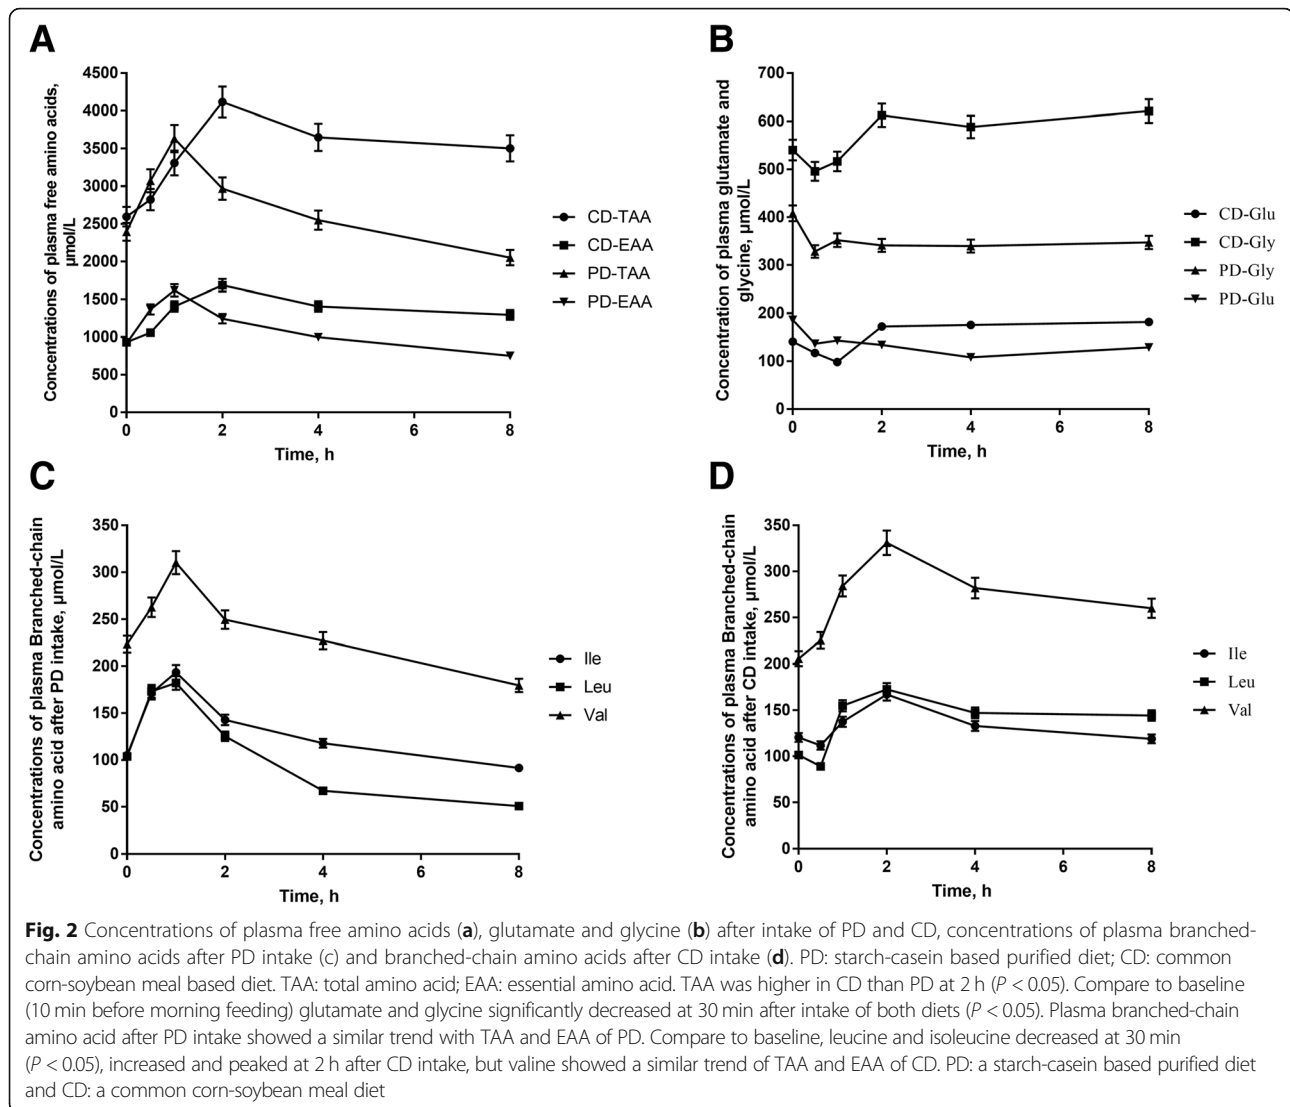 A
Concentrations of plasma free amino acids,
µmol/L
4500
4000
3500
3000
2500
2000
1500
1000
500
0
0
2
4
6
8
Time, h
CD-TAA
CD-EAA
PD-TAA
PD-EAA
B
Concentration of plasma glutamate and
glycine, µmol/L
700
600
500
400
300
200
100
0
0
2
4
6
8
Time, h
CD-Glu
CD-Gly
PD-Gly
PD-Glu
C
Concentrations of plasma Branched-chain
amino acid after PD intake, µmol/L
350
300
250
200
150
100
50
0
0
2
4
6
8
Time, h
Ile
Leu
Val
D
Concentrations of plasma Branched-chain
amino acid after CD intake, µmol/L
350
300
250
200
150
100
50
0
0
2
4
6
8
Time, h
Ile
Leu
Val
Fig. 2 Concentrations of plasma free amino acids (a), glutamate and glycine (b) after intake of PD and CD, concentrations of plasma branched-
chain amino acids after PD intake (c) and branched-chain amino acids after CD intake (d). PD: starch-casein based purified diet; CD: common
corn-soybean meal based diet. TAA: total amino acid; EAA: essential amino acid. TAA was higher in CD than PD at 2 h (P < 0.05). Compare to baseline
(10 min before morning feeding) glutamate and glycine significantly decreased at 30 min after intake of both diets (P < 0.05). Plasma branched-chain
amino acid after PD intake showed a similar trend with TAA and EAA of PD. Compare to baseline, leucine and isoleucine decreased at 30 min
(P < 0.05), increased and peaked at 2 h after CD intake, but valine showed a similar trend of TAA and EAA of CD. PD: a starch-casein based purified diet
and CD: a common corn-soybean meal diet